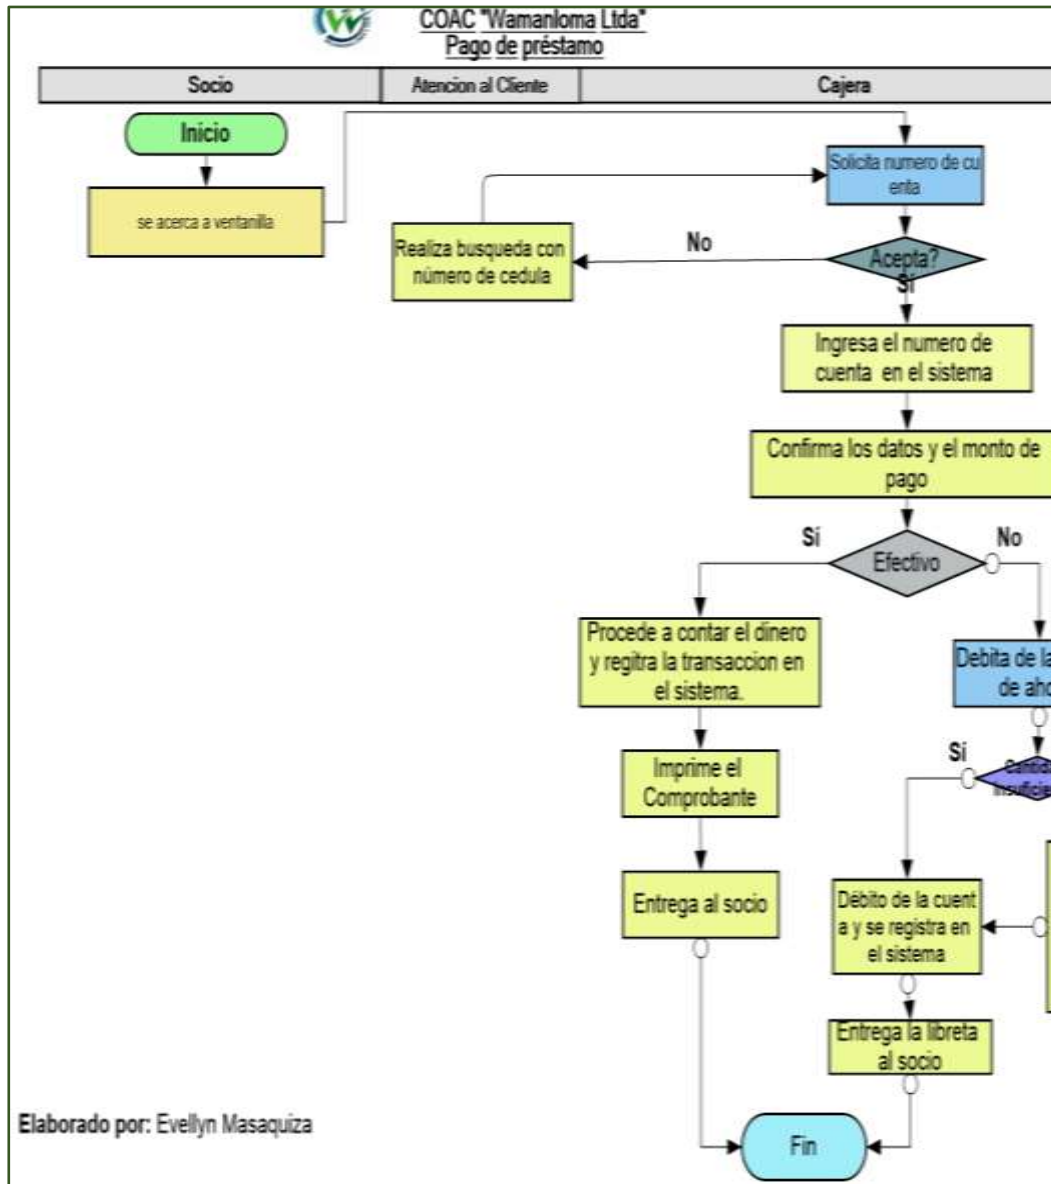 COAC "Wamanloma Ltda"
Pago de préstamo
Socio
Atencion al Cliente
Cajera
Inicio
se acerca a ventanilla
Solicita numero de cu
enta
Realiza busqueda con
número de cedula
No
Acepta?
Si
Ingresa el numero de
cuenta en el sistema
Confirma los datos y el monto de
pago
Si
Efectivo
No
Procede a contar el dinero
y regitra la transaccion en
el sistema.
Debita de la
de aho
Imprime el
Comprobante
Si
Entrega al socio
Débito de la cuent
a y se registra en
el sistema
Entrega la libreta
al socio
Fin
Elaborado por: Evellyn Masaquiza